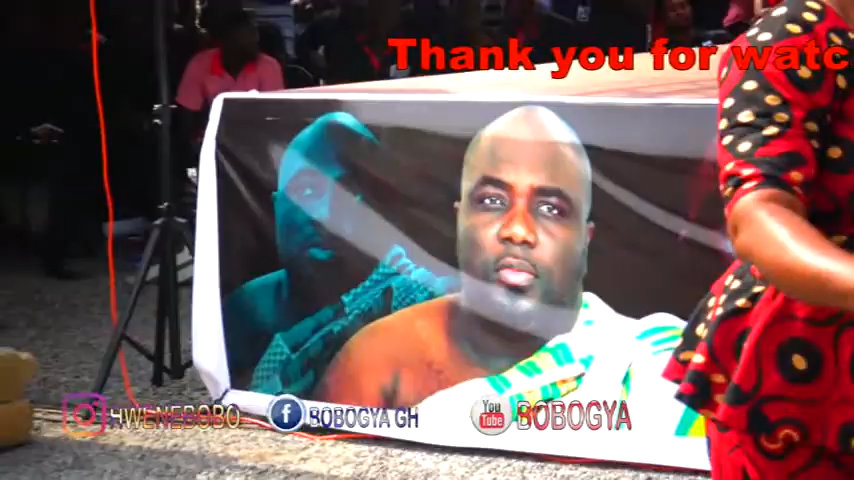 Thank you for watc
HWENEBOBO
f
BOBOGYA GH
You
Tube
BOBOGYA